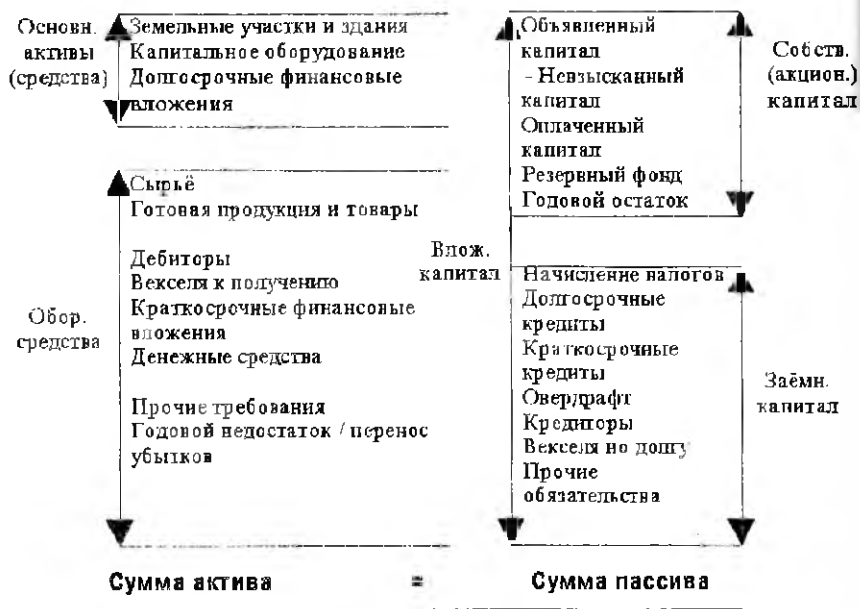 Основн.
активы
(средства)
Земельные участки и здания
Капитальное оборудование
Долгосрочные финансовые
вложения
Обор.
средства
Сырьё
Готовая продукция и товары
Дебиторы
Векселя к получению
Краткосрочные финансовые
вложения
Денежные средства
Прочие требования
Годовой недостаток / перенос
убытков
Влож.
капитал
Объявленный
капитал
- Невзысканный
капитал
Оплаченный
капитал
Резервный фонд
Годовой остаток
Собств.
(акцион.)
капитал
Начисление налогов
Долгосрочные
кредиты
Краткосрочные
кредиты
Овердрафт
Кредиторы
Векселя по долгу
Прочие
обязательства
Заёмн.
капитал
Сумма актива = Сумма пассива